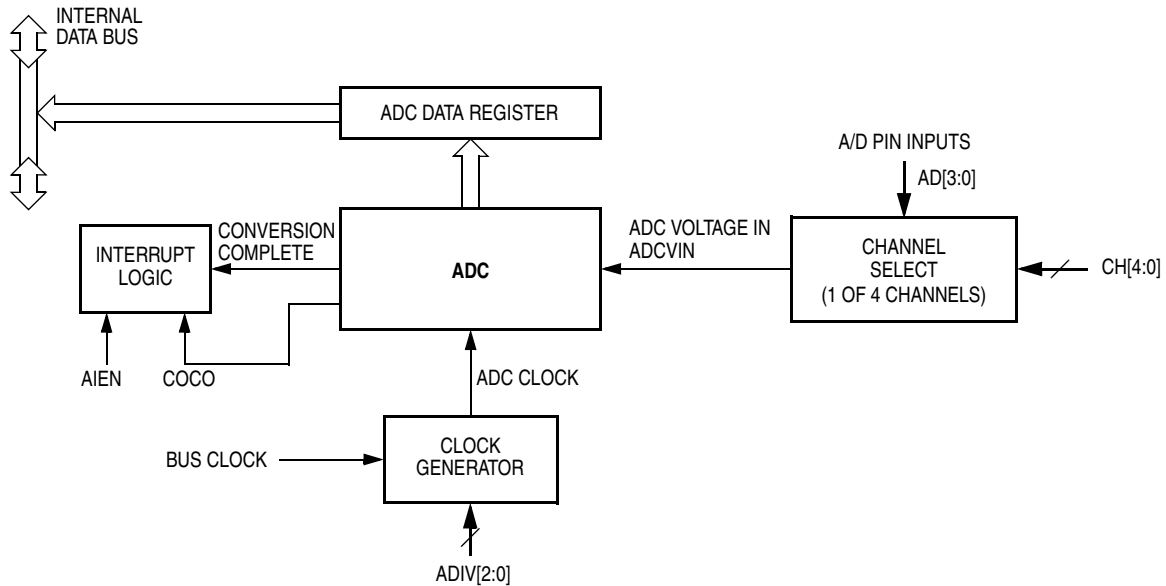 INTERNAL
DATA BUS
ADC DATA REGISTER
A/D PIN INPUTS
AD[3:0]
INTERRUPT
LOGIC
CONVERSION
COMPLETE
ADC
ADC VOLTAGE IN
ADCVIN
CHANNEL
SELECT
(1 OF 4 CHANNELS)
CH[4:0]
AIEN
COCO
ADC CLOCK
BUS CLOCK
CLOCK
GENERATOR
ADIV[2:0]